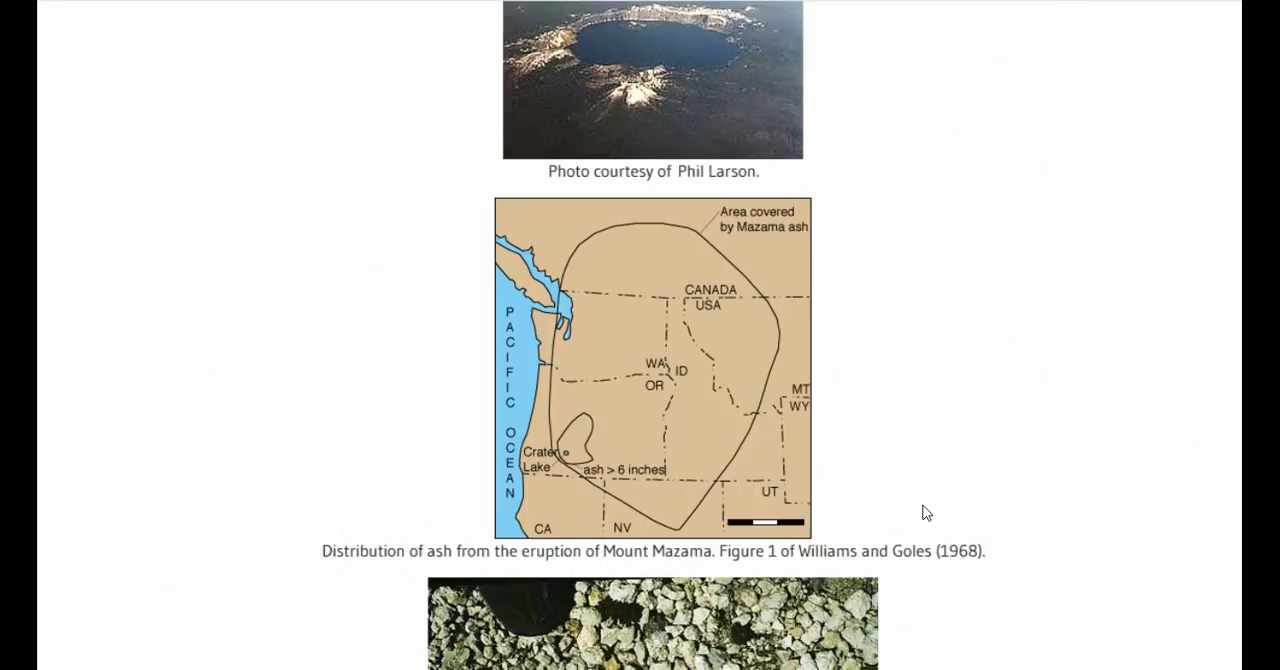 Photo courtesy of Phil Larson.
Area covered
by Mazama ash
CANADA
USA
PACIFIC OCEAN
WA
ID
OR
MT
WY
Crater
Lake
ash > 6 inches
UT
CA
NV
Distribution of ash from the eruption of Mount Mazama. Figure 1 of Williams and Goles (1968).